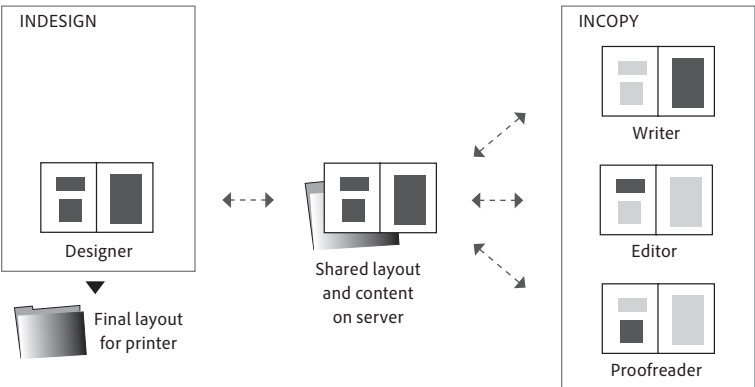 INDESIGN
Designer
Final layout
for printer
Shared layout
and content
on server
INCOPY
Writer
Editor
Proofreader